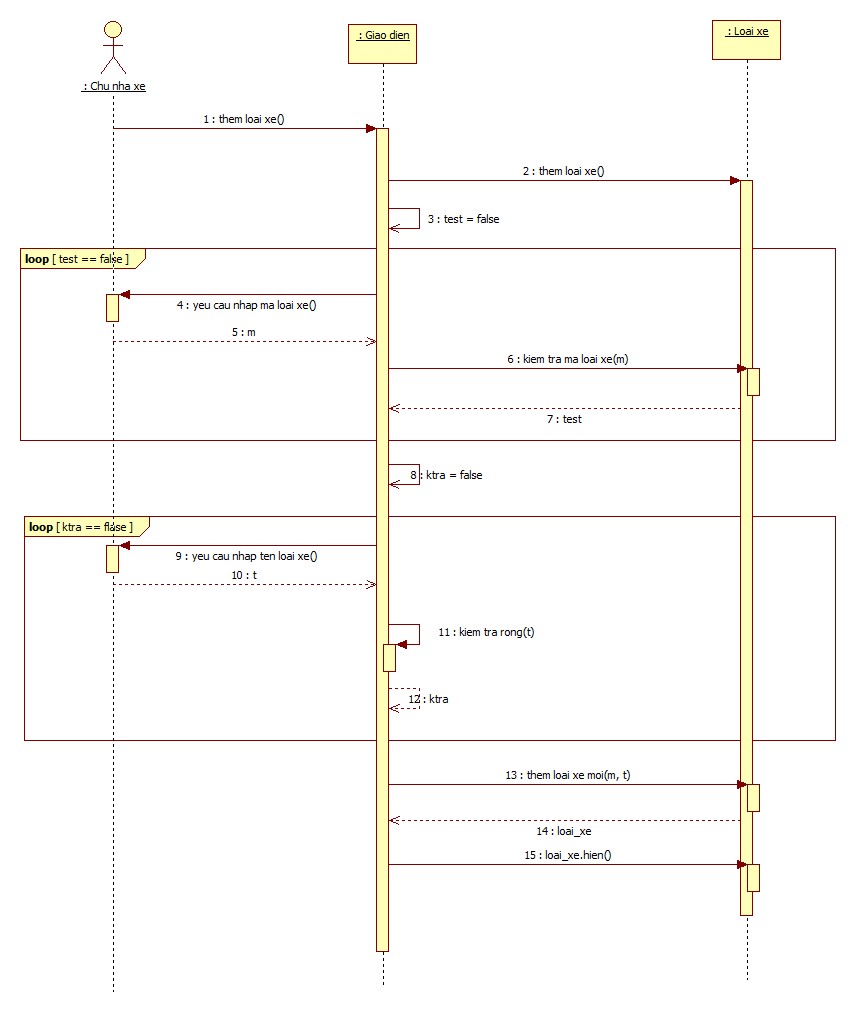 : Giao dien
: Loai xe
: Chu nha xe
1 : them loai xe()
2 : them loai xe()
3 : test = false
loop [ test == false ]
4 : yeu cau nhap ma loai xe()
5 : m
6 : kiem tra ma loai xe(m)
7 : test
8 : ktra = false
loop [ ktra == flase ]
9 : yeu cau nhap ten loai xe()
10 : t
11 : kiem tra rong(t)
12 : ktra
13 : them loai xe moi(m, t)
14 : loai_xe
15 : loai_xe.hien()